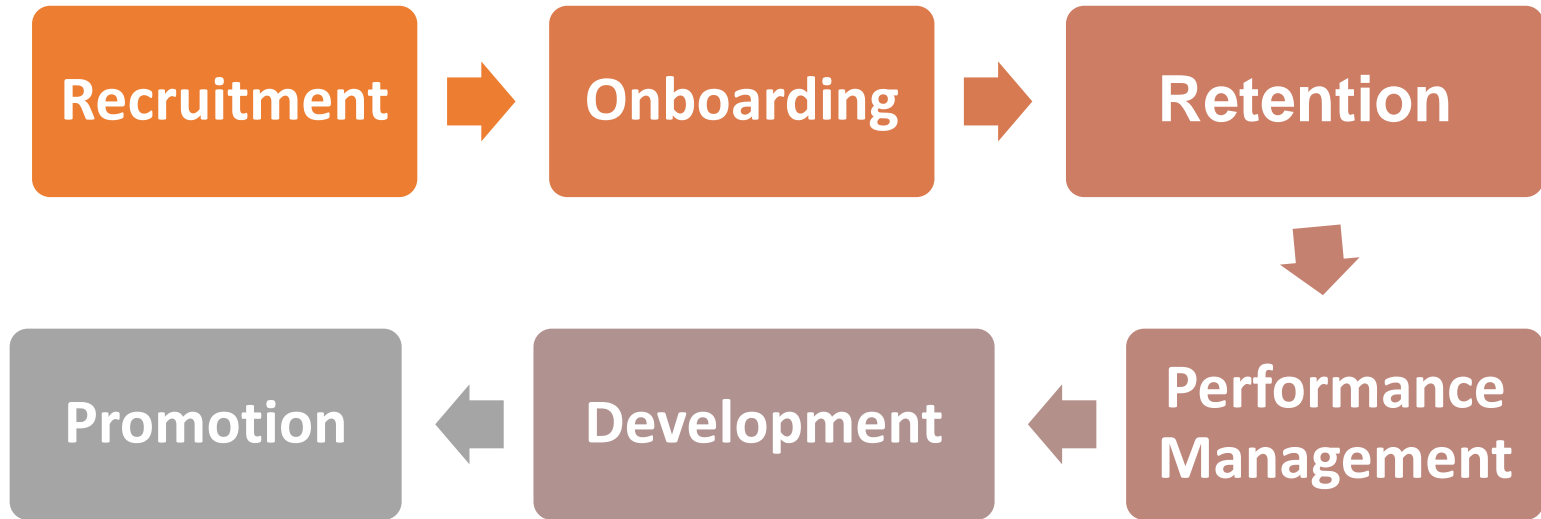 Recruitment
Onboarding
Retention
Performance
Management
Development
Promotion